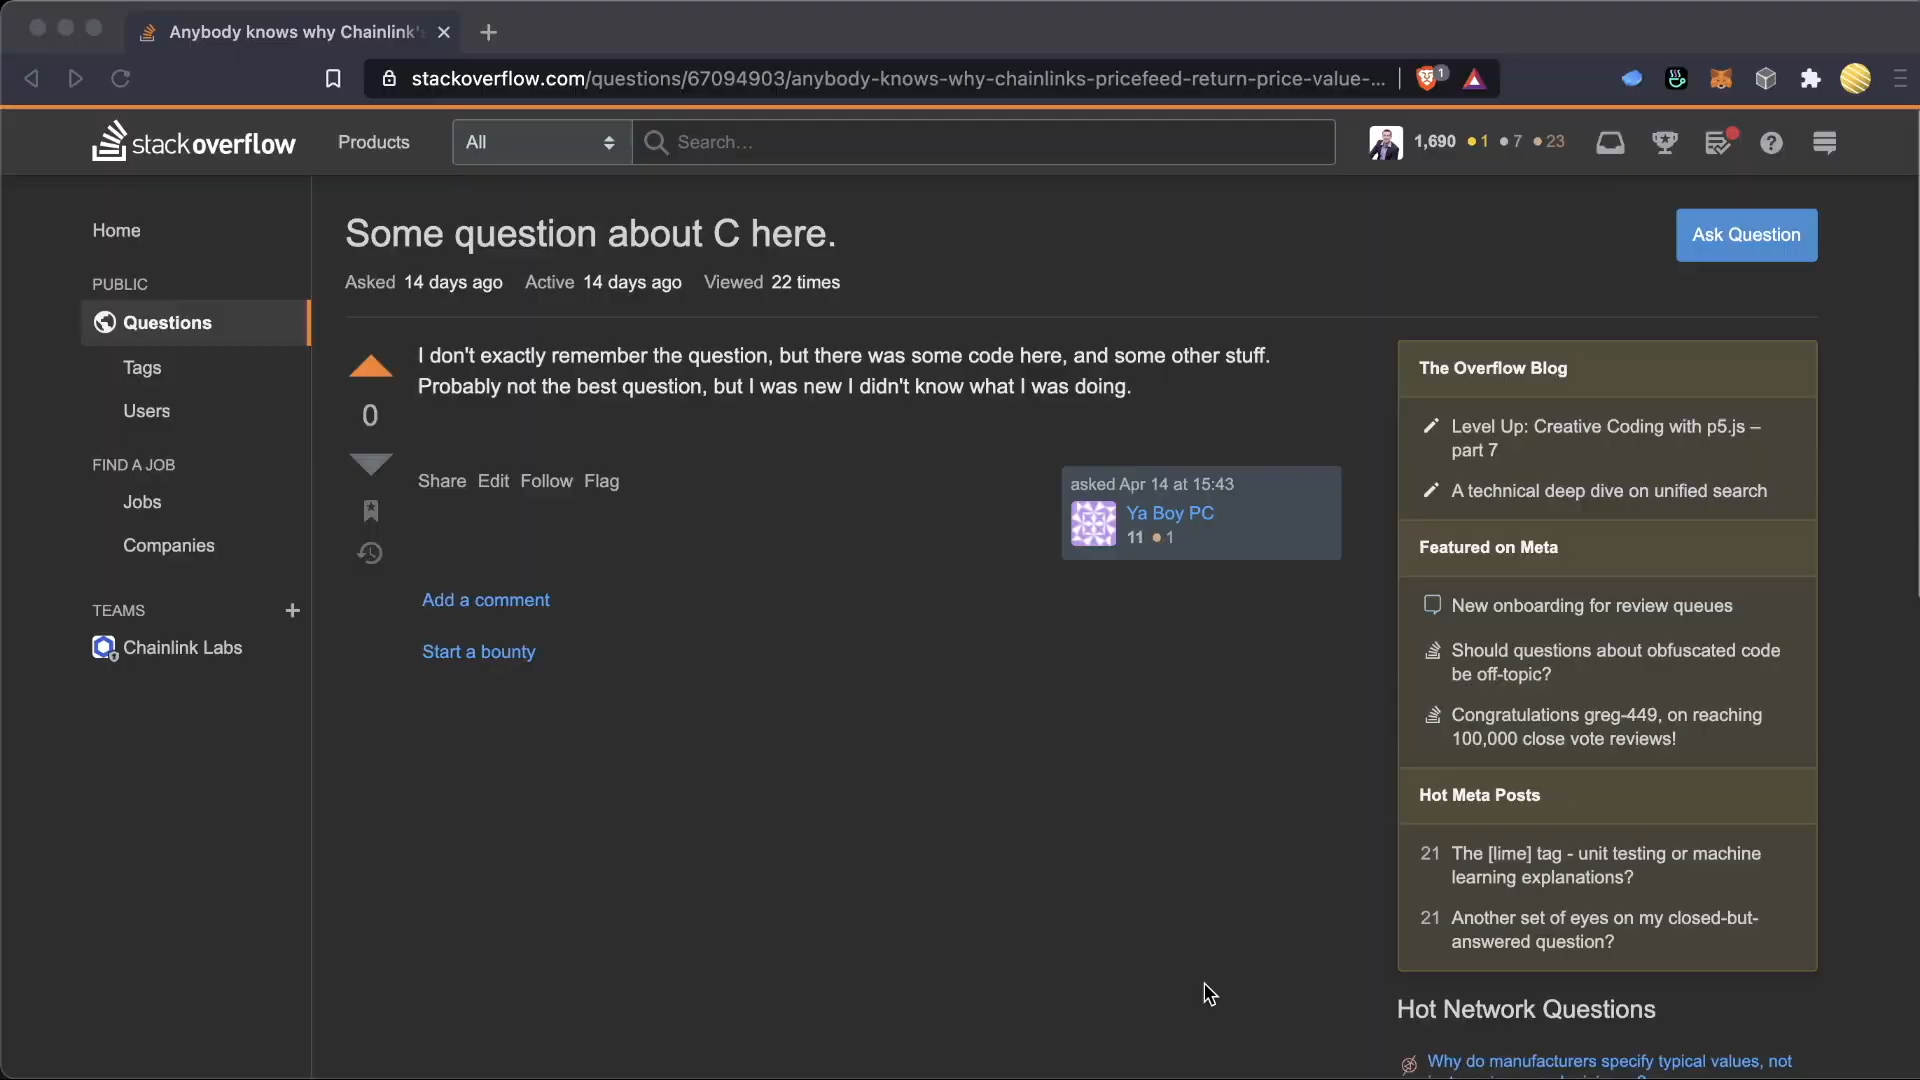 Anybody knows why Chainlink's
stackoverflow.com/questions/67094903/anybody-knows-why-chainlinks-pricefeed-return-price-value-...
1
stackoverflow
Products
All
Search...
1,690 1 7 23
Home
PUBLIC
Questions
Tags
Users
FIND A JOB
Jobs
Companies
TEAMS
Chainlink Labs
Some question about C here.
Asked 14 days ago Active 14 days ago Viewed 22 times
Ask Question
I don't exactly remember the question, but there was some code here, and some other stuff.
Probably not the best question, but I was new I didn't know what I was doing.
0
Share Edit Follow Flag
asked Apr 14 at 15:43
Ya Boy PC
11 1
Add a comment
Start a bounty
The Overflow Blog
Level Up: Creative Coding with p5.js –
part 7
A technical deep dive on unified search
Featured on Meta
New onboarding for review queues
Should questions about obfuscated code
be off-topic?
Congratulations greg-449, on reaching
100,000 close vote reviews!
Hot Meta Posts
21 The [lime] tag - unit testing or machine
learning explanations?
21 Another set of eyes on my closed-but-
answered question?
Hot Network Questions
Why do manufacturers specify typical values, not